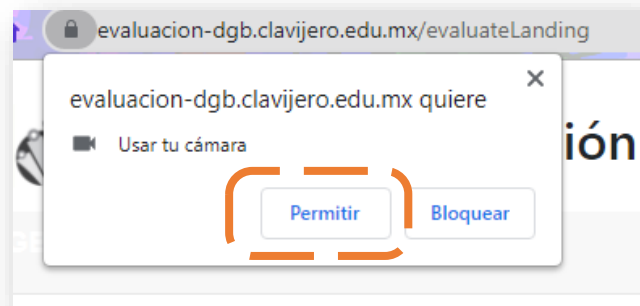 evaluacion-dgb.clavijero.edu.mx/evaluateLanding
evaluacion-dgb.clavijero.edu.mx quiere
Usar tu cámara
ión
Permitir
Bloquear